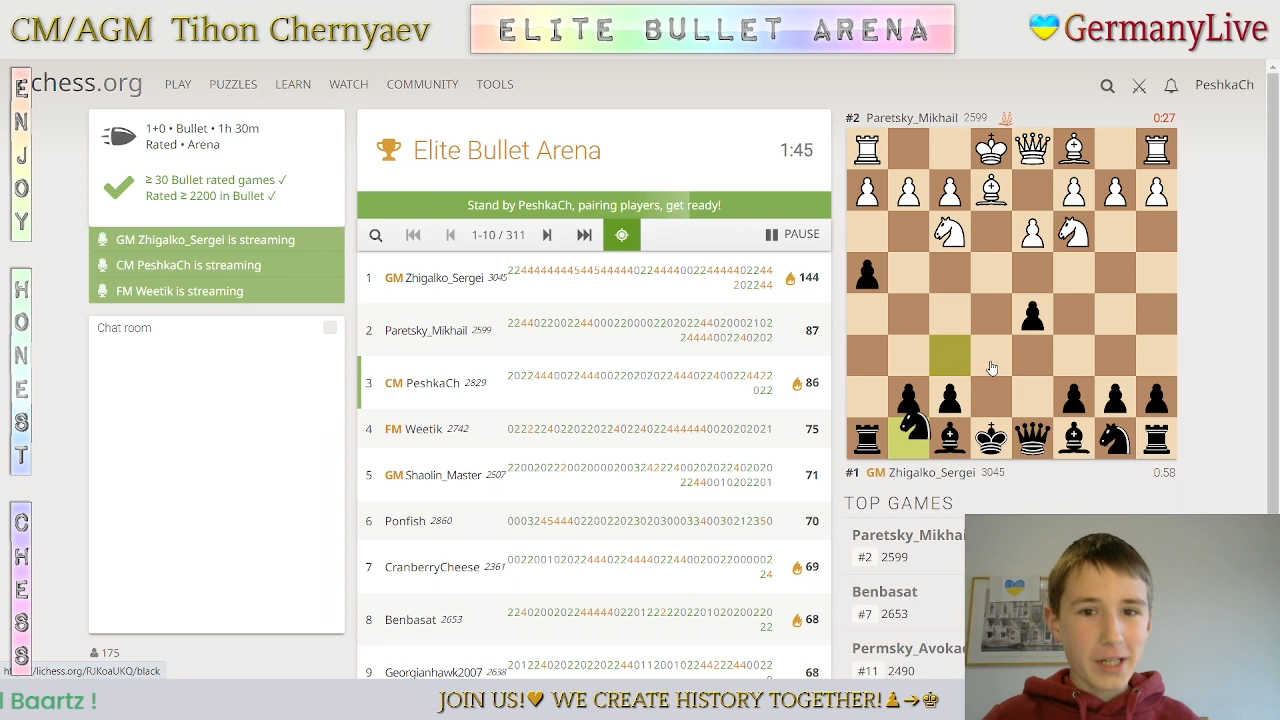 CM/AGM Tihon Chernyaev
ELITE BULLET ARENA
GermanyLive
ENJOY
HONEST
CHESS
chess.org
PLAY PUZZLES LEARN WATCH COMMUNITY TOOLS
PeshkaCh
1+0 • Bullet • 1h 30m
Rated • Arena
≥ 30 Bullet rated games ✓
Rated ≥ 2200 in Bullet ✓
GM Zhigalko_Sergei is streaming
CM PeshkaCh is streaming
FM Weetik is streaming
Chat room
175
/lichess.org/RJKoaUKQ/black
Elite Bullet Arena 1:45
Stand by PeshkaCh, pairing players, get ready!
1-10 / 311 PAUSE
1 GM Zhigalko_Sergei 3045 144
2 Paretsky_Mikhail 2599 87
3 CM PeshkaCh 2829 86
4 FM Weetik 2742 75
5 GM Shaolin_Master 2507 71
6 Ponfish 2860 70
7 CranberryCheese 2361 69
8 Benbasat 2653 68
9 Georgianhawk2007 2638 68
#2 Paretsky_Mikhail 2599 0:27
#1 GM Zhigalko_Sergei 3045 0:58
TOP GAMES
Paretsky_Mikhai
#2 2599
Benbasat
#7 2653
Permsky_Avokad
#11 2490
Baartz !
JOIN US!♥ WE CREATE HISTORY TOGETHER!♟→♚